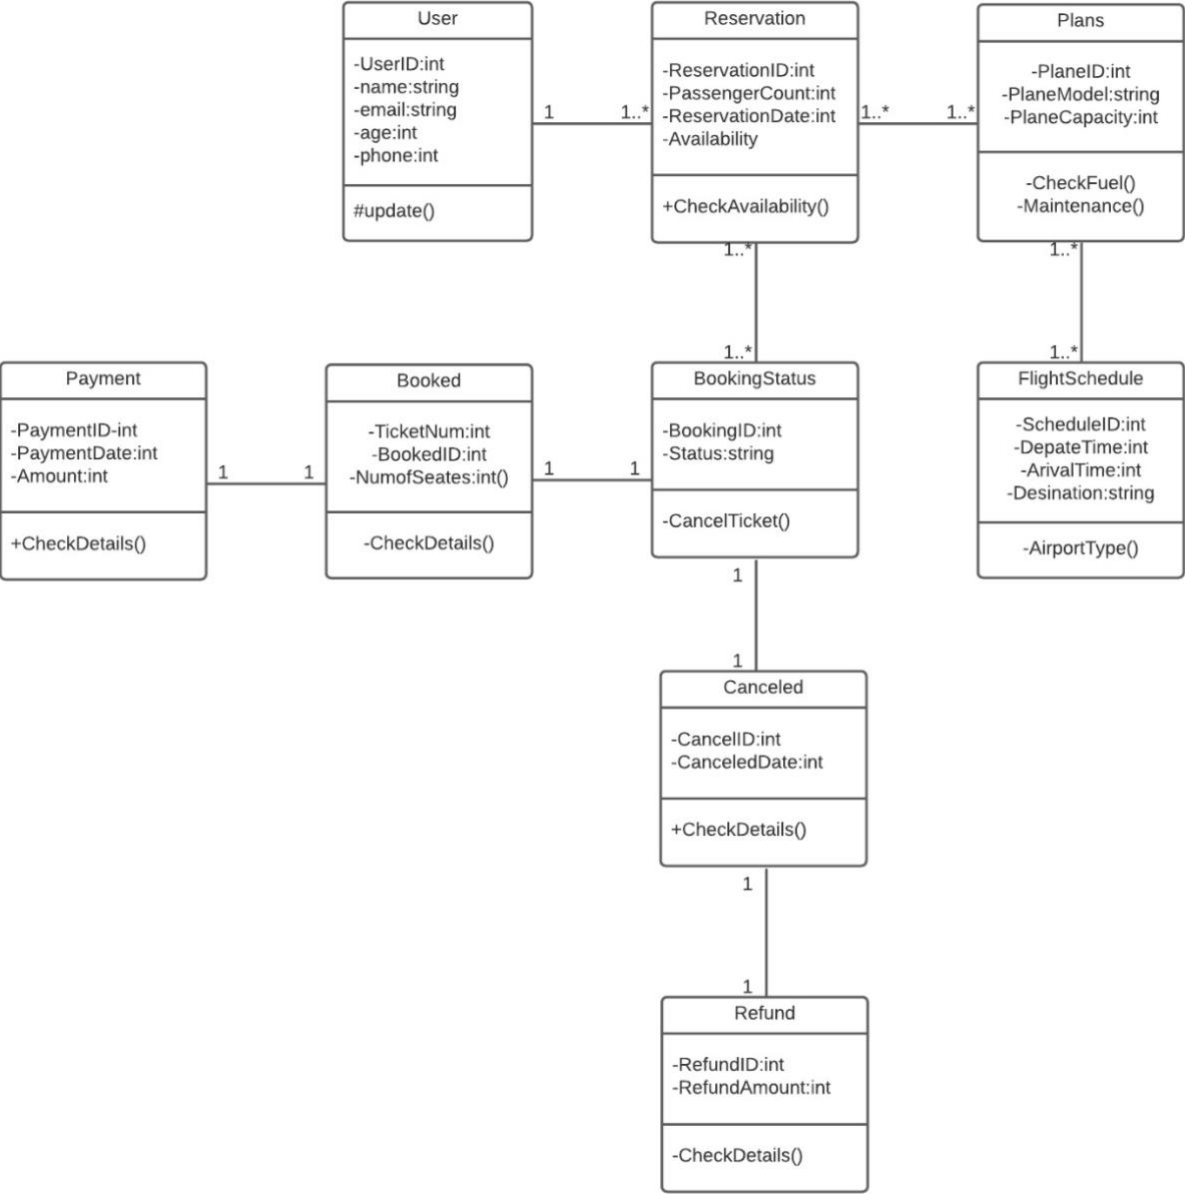 User
-UserID:int
-name:string
-email:string
-age:int
-phone:int
#update()
1
1..*
Reservation
-ReservationID:int
-PassengerCount:int
-ReservationDate:int
-Availability
+CheckAvailability()
1..*
1..*
Plans
-PlaneID:int
-PlaneModel:string
-PlaneCapacity:int
-CheckFuel()
-Maintenance()
1..*
1..*
1..*
1..*
Payment
-PaymentID-int
-PaymentDate:int
-Amount:int
+CheckDetails()
1
1
Booked
-TicketNum:int
-BookedID:int
-NumofSeates:int()
-CheckDetails()
1
1
BookingStatus
-BookingID:int
-Status:string
-CancelTicket()
FlightSchedule
-ScheduleID:int
-DepateTime:int
-ArivalTime:int
-Desination:string
-AirportType()
1
1
Canceled
-CancelID:int
-CanceledDate:int
+CheckDetails()
1
1
Refund
-RefundID:int
-RefundAmount:int
-CheckDetails()